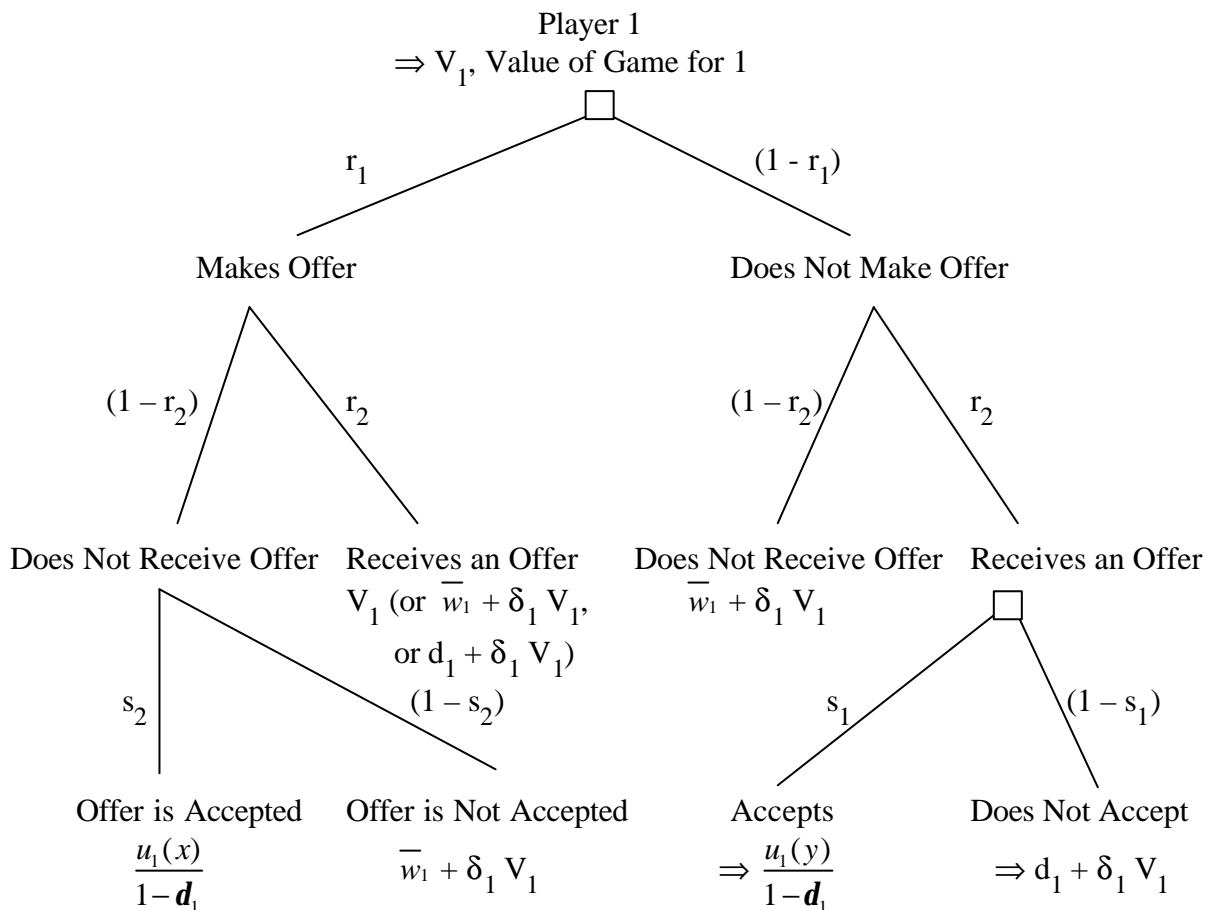 Player 1
⇒ V₁, Value of Game for 1
r₁
(1 - r₁)
Makes Offer
Does Not Make Offer
(1 – r₂)
r₂
(1 – r₂)
r₂
Does Not Receive Offer
Receives an Offer
V₁ (or w̅₁ + δ₁ V₁,
or d₁ + δ₁ V₁)
Does Not Receive Offer
w̅₁ + δ₁ V₁
Receives an Offer
s₂
(1 – s₂)
s₁
(1 – s₁)
Offer is Accepted
u₁(x)
1 – d₁
Offer is Not Accepted
w̅₁ + δ₁ V₁
Accepts
⇒ u₁(y)
1 – d₁
Does Not Accept
⇒ d₁ + δ₁ V₁